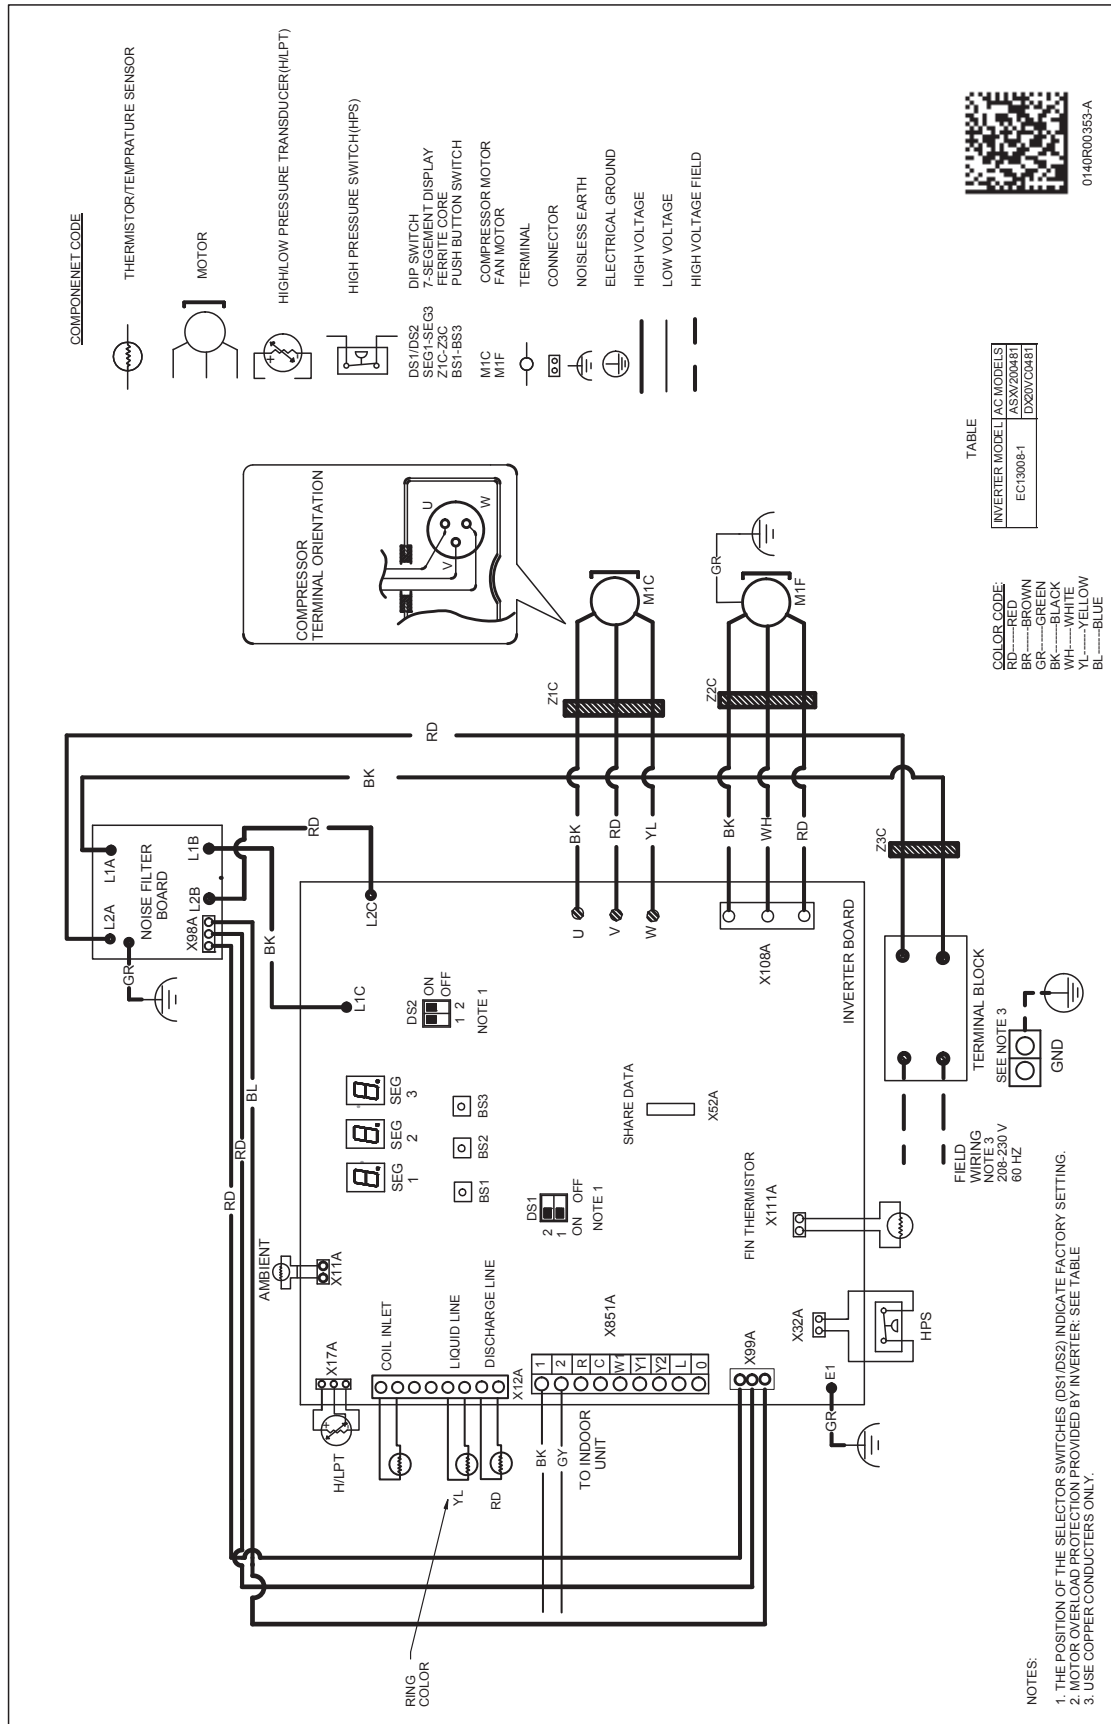 COMPONENET CODE
THERMISTOR/TEMPRATURE SENSOR
MOTOR
HIGH/LOW PRESSURE TRANSDUCER(H/LPT)
HIGH PRESSURE SWITCH(HPS)
DS1/DS2 DIP SWITCH
SEG1-SEG3 7-SEGEMENT DISPLAY
Z1C-Z3C FERRITE CORE
BS1-BS3 PUSH BUTTON SWITCH
M1C COMPRESSOR MOTOR
M1F FAN MOTOR
TERMINAL
CONNECTOR
NOISLESS EARTH
ELECTRICAL GROUND
HIGH VOLTAGE
LOW VOLTAGE
HIGH VOLTAGE FIELD
0140R00353-A
TABLE
INVERTER MODEL AC MODELS
EC13008-1 ASXV200481
DX20VC0481
COLOR CODE:
RD------RED
BR------BROWN
GR------GREEN
BK------BLACK
WH-----WHITE
YL------YELLOW
BL------BLUE
COMPRESSOR
TERMINAL ORIENTATION
U
V
W
M1C
GR
M1F
Z1C
Z2C
Z3C
RD
BK
BK
RD
YL
BK
WH
RD
U
V
W
X108A
NOISE FILTER
BOARD
L1A
L2A
L1B
L2B
X98A
GR
RD
BK
L2C
L1C
RD
RD
BL
DS2
ON
OFF
1 2
NOTE 1
SEG
1
SEG
2
SEG
3
BS1
BS2
BS3
SHARE DATA
X52A
DS1
2
1
ON OFF
NOTE 1
INVERTER BOARD
TERMINAL BLOCK
SEE NOTE 3
GND
FIELD
WIRING
NOTE 3
208-230 V
60 HZ
FIN THERMISTOR
X111A
AMBIENT
X11A
X17A
H/LPT
COIL INLET
LIQUID LINE
DISCHARGE LINE
X12A
YL
RD
RING
COLOR
X851A
1
2
R
C
W1
Y1
Y2
L
0
BK
GY
TO INDOOR
UNIT
X99A
X32A
HPS
E1
GR
NOTES:
1. THE POSITION OF THE SELECTOR SWITCHES (DS1/DS2) INDICATE FACTORY SETTING.
2. MOTOR OVERLOAD PROTECTION PROVIDED BY INVERTER: SEE TABLE
3. USE COPPER CONDUCTERS ONLY.